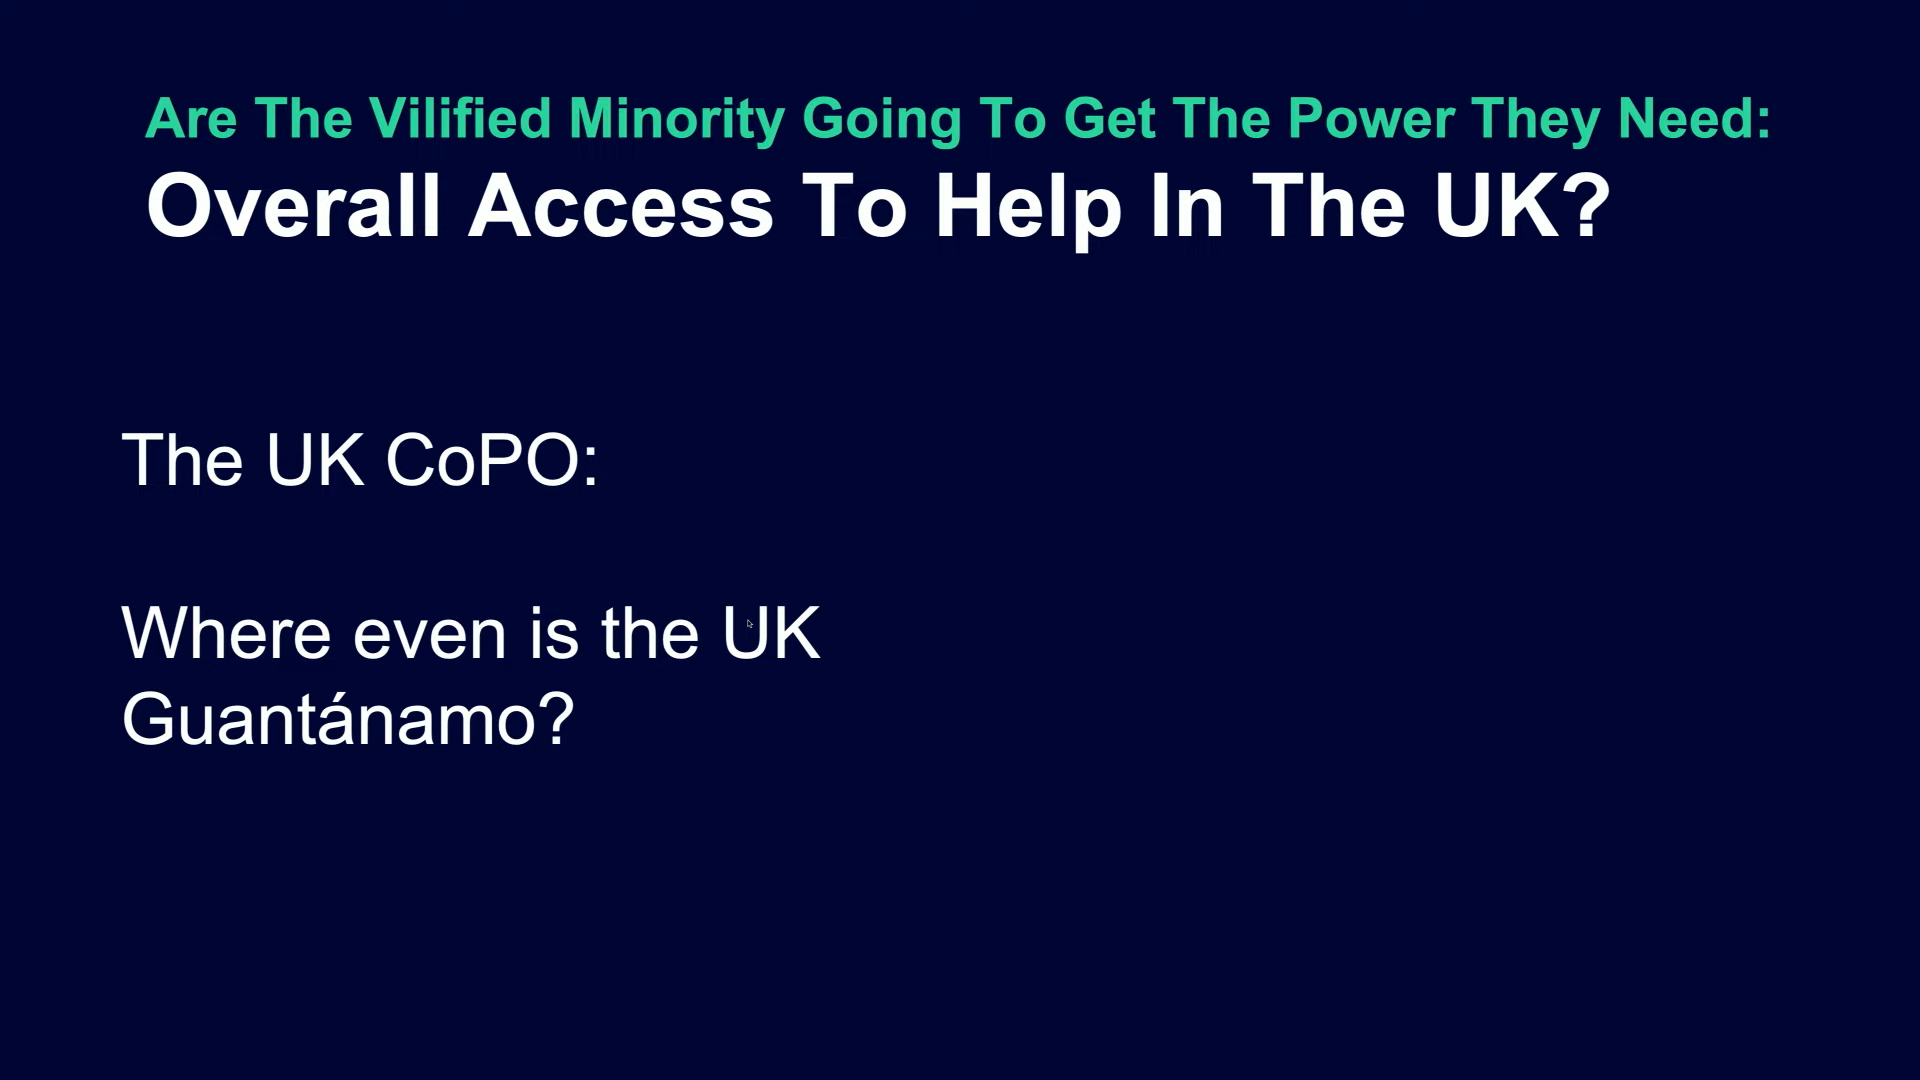 Are The Vilified Minority Going To Get The Power They Need:
Overall Access To Help In The UK?
The UK CoPO:
Where even is the UK
Guantánamo?